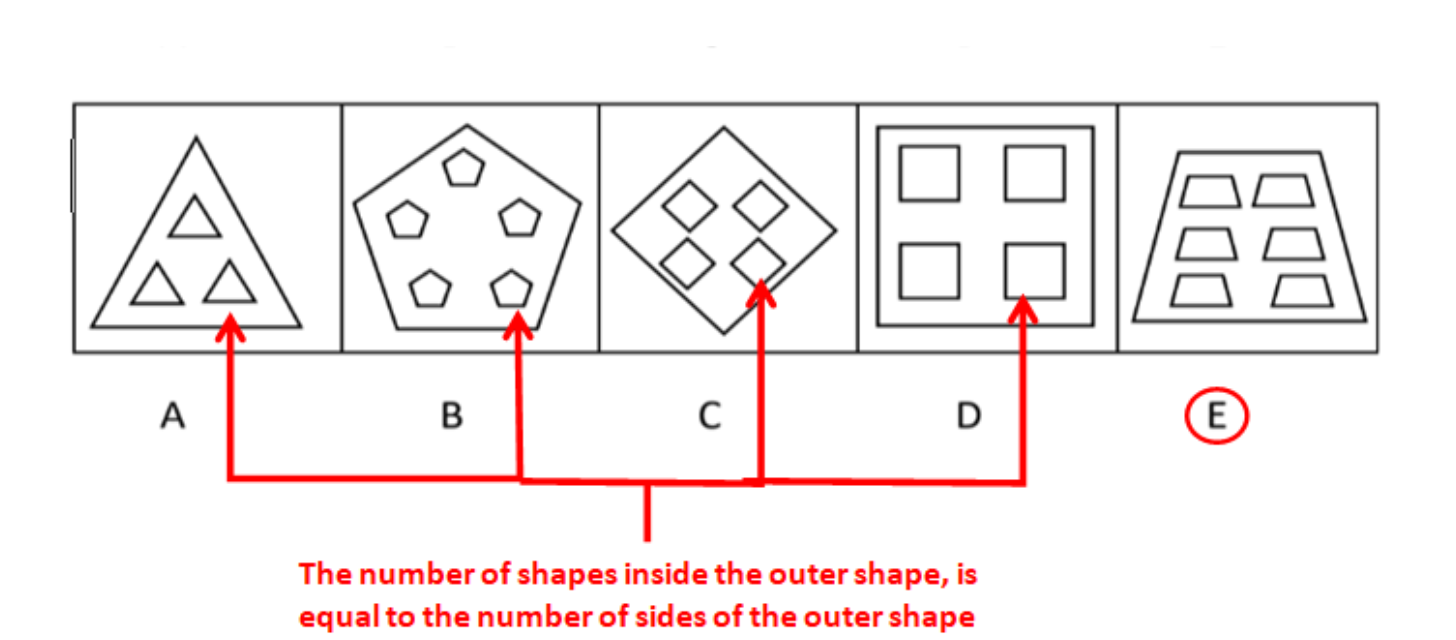 A B C D E
The number of shapes inside the outer shape, is
equal to the number of sides of the outer shape